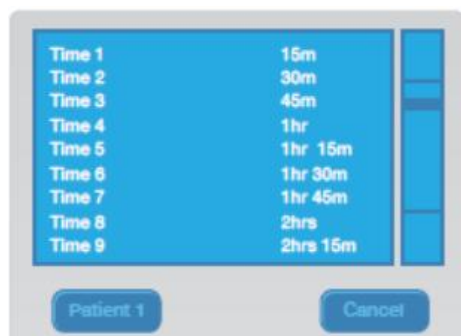 Time 1 15m
Time 2 30m
Time 3 45m
Time 4 1hr
Time 5 1hr 15m
Time 6 1hr 30m
Time 7 1hr 45m
Time 8 2hrs
Time 9 2hrs 15m
Patient 1 Cancel